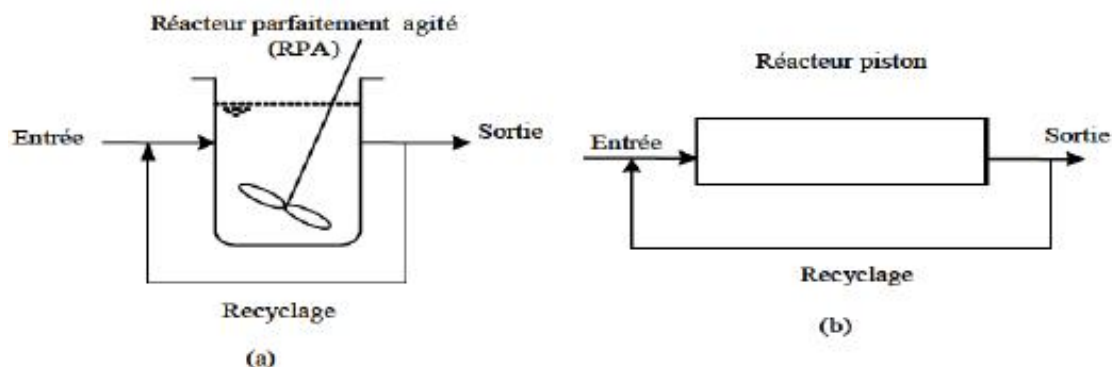 Réacteur parfaitement agité
(RPA)
Entrée
Sortie
Recyclage
(a)
Réacteur piston
Entrée
Sortie
Recyclage
(b)